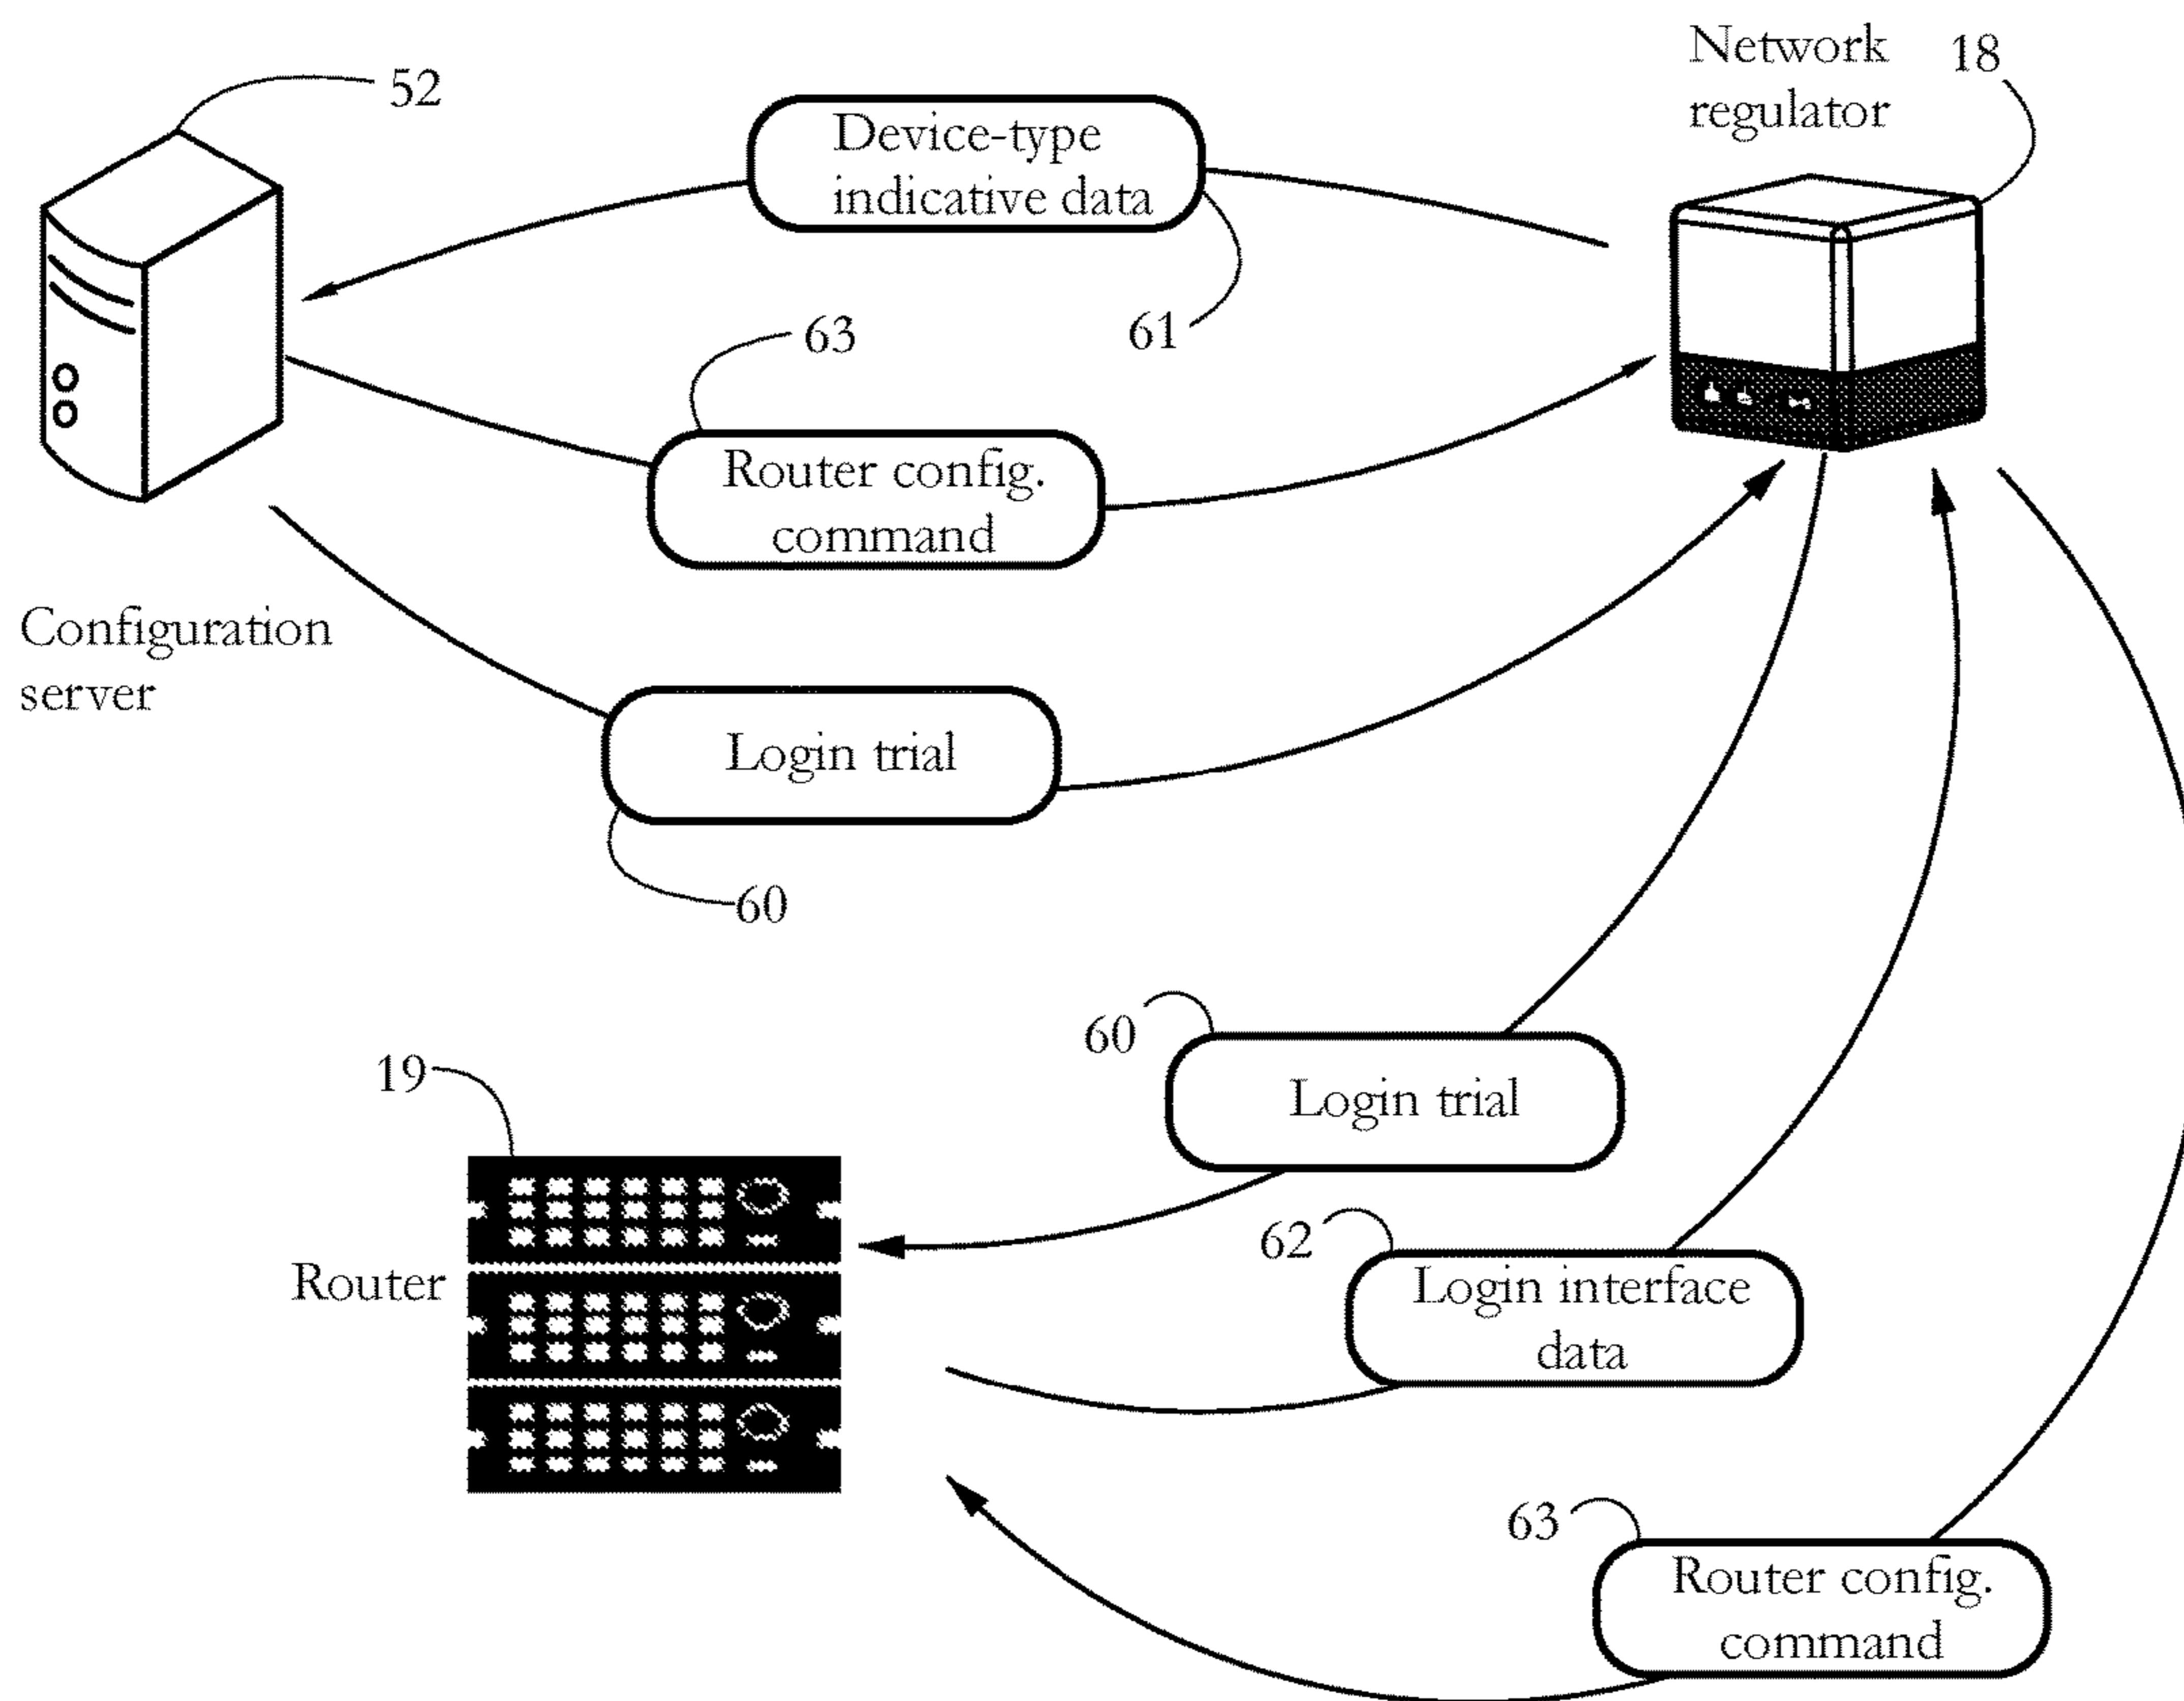 Network
regulator
18
52
Device-type
indicative data
61
63
Router config.
command
Configuration
server
Login trial
60
60
Login trial
19
Router
62
Login interface
data
63
Router config.
command